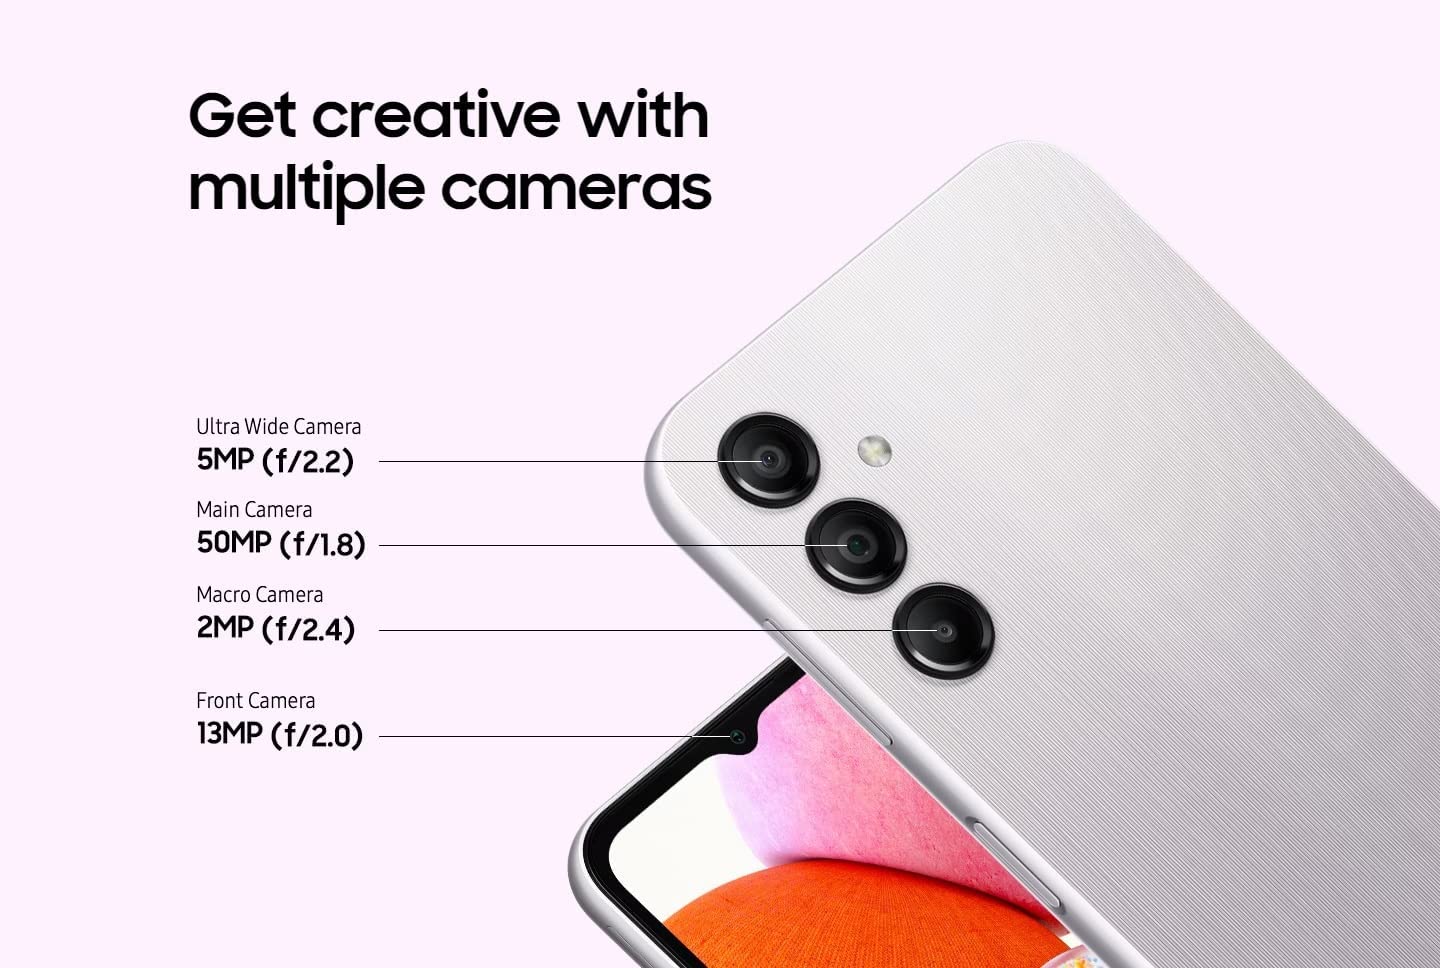 Get creative with
multiple cameras
Ultra Wide Camera
5MP (f/2.2)
Main Camera
50MP (f/1.8)
Macro Camera
2MP (f/2.4)
Front Camera
13MP (f/2.0)